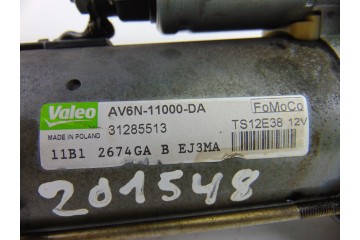 Valeo AV6N-11000-DA FoMoCo
MADE IN POLAND 31285513 TS12E38 12V
11B1 2674GA B EJ3MA
201548